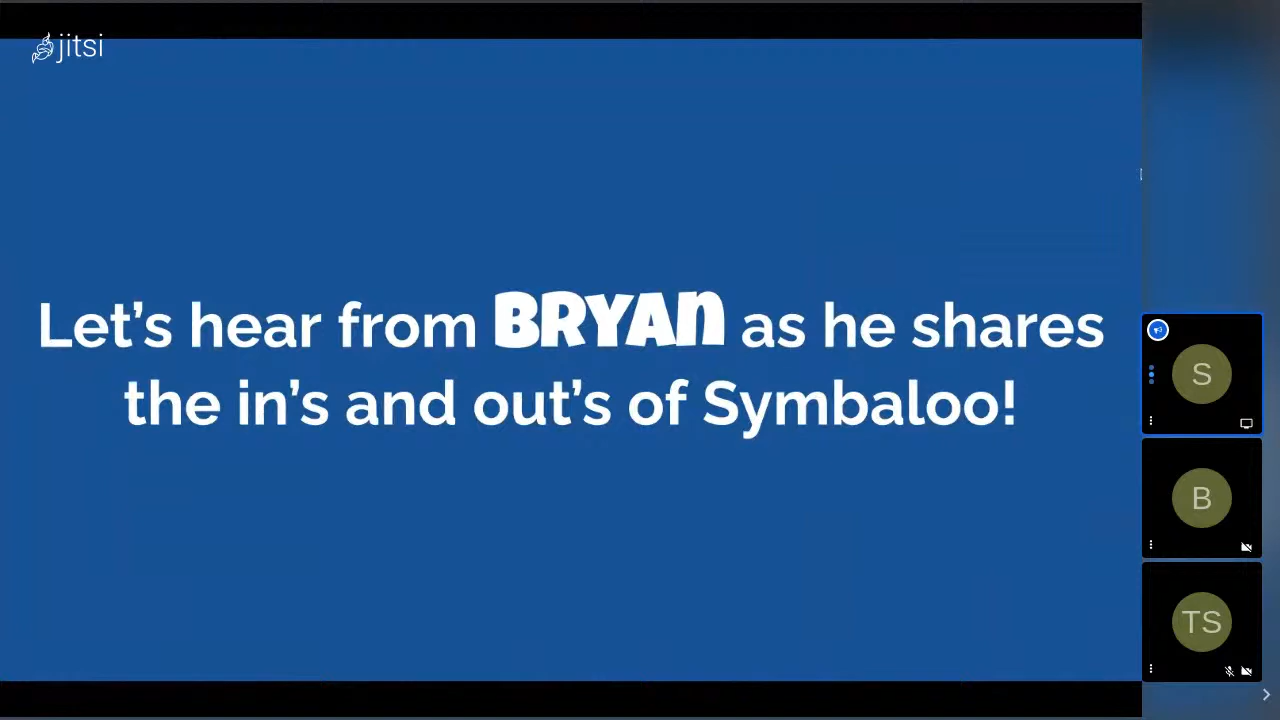 jitsi
Let's hear from BRYAN as he shares
the in's and out's of Symbaloo!
S
B
TS